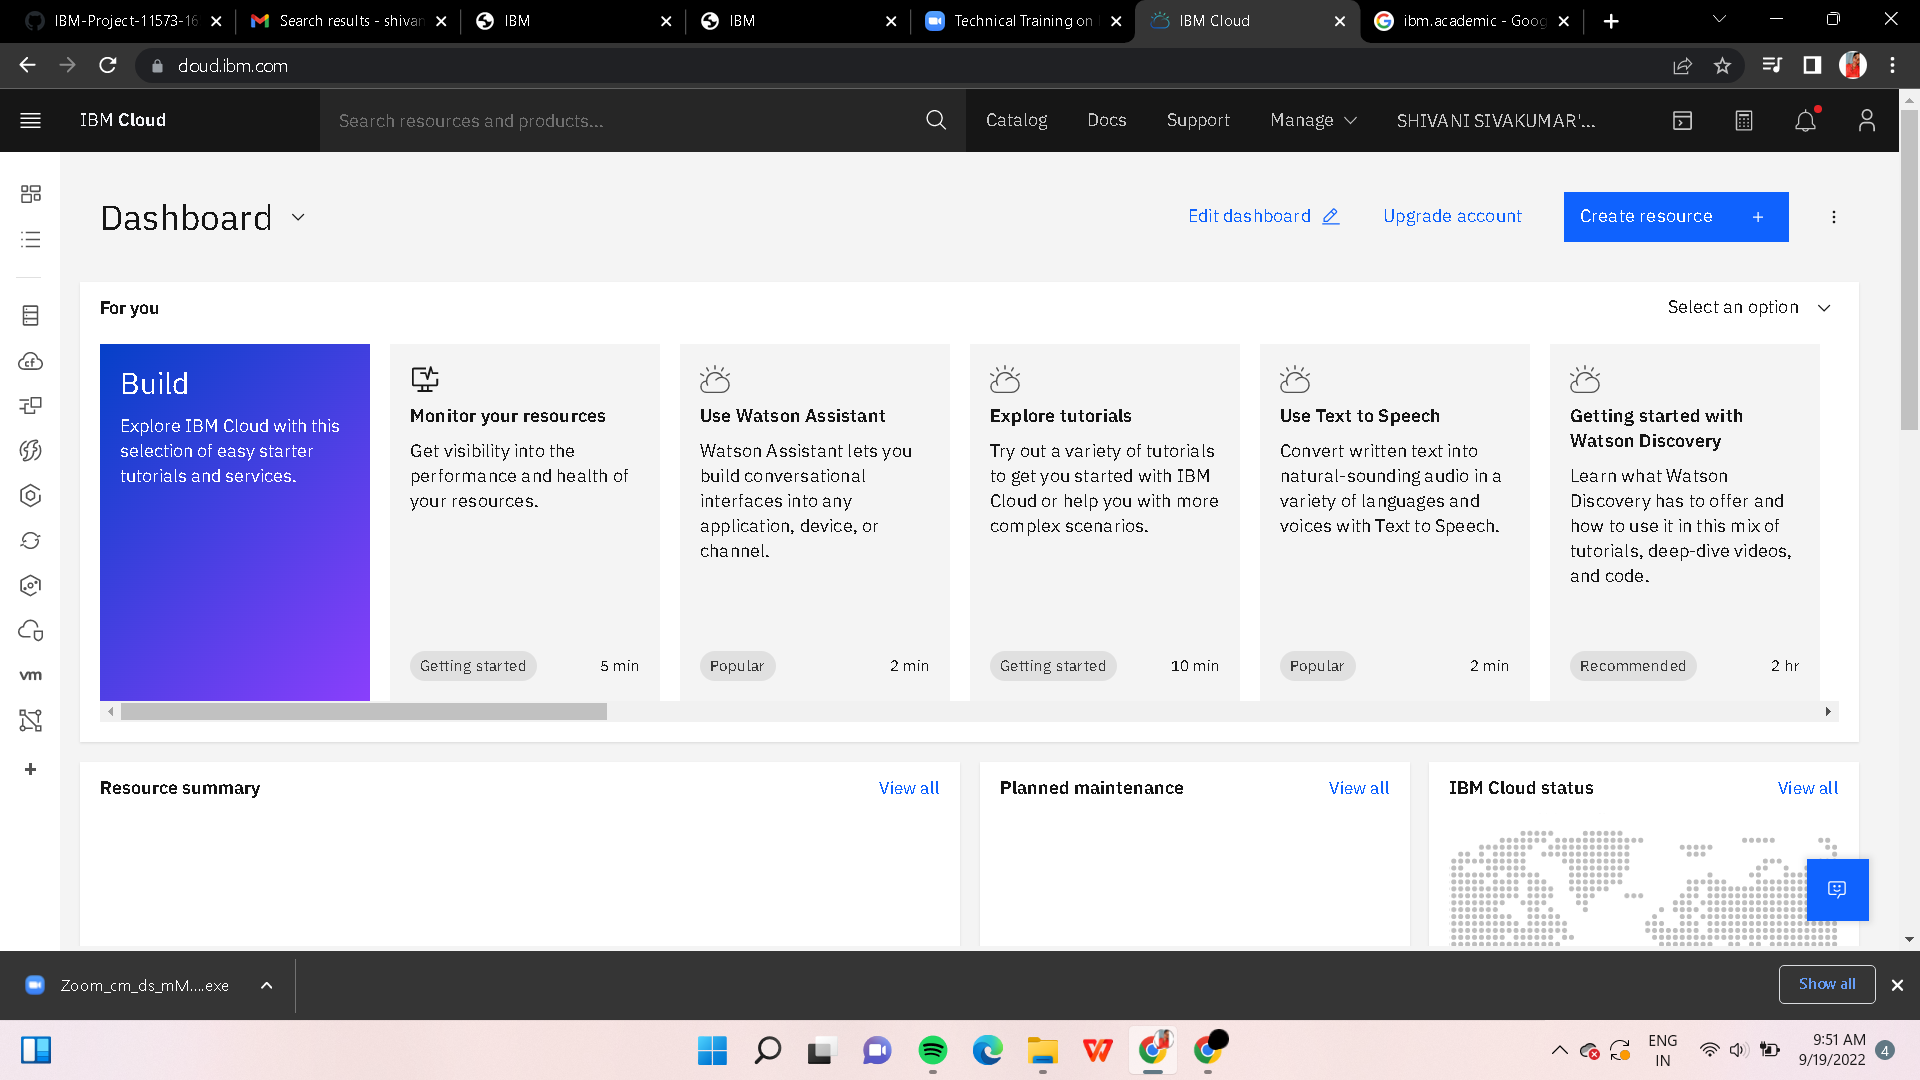 IBM-Project-11573-16
Search results - shivan
IBM
IBM
Technical Training on
IBM Cloud
ibm.academic - Goog
cloud.ibm.com
IBM Cloud
Search resources and products...
Catalog
Docs
Support
Manage
SHIVANI SIVAKUMAR'...
Dashboard
Edit dashboard
Upgrade account
Create resource +
For you
Select an option
Build
Explore IBM Cloud with this
selection of easy starter
tutorials and services.
Monitor your resources
Get visibility into the
performance and health of
your resources.
Getting started
5 min
Use Watson Assistant
Watson Assistant lets you
build conversational
interfaces into any
application, device, or
channel.
Popular
2 min
Explore tutorials
Try out a variety of tutorials
to get you started with IBM
Cloud or help you with more
complex scenarios.
Getting started
10 min
Use Text to Speech
Convert written text into
natural-sounding audio in a
variety of languages and
voices with Text to Speech.
Popular
2 min
Getting started with
Watson Discovery
Learn what Watson
Discovery has to offer and
how to use it in this mix of
tutorials, deep-dive videos,
and code.
Recommended
2 hr
cf
vm
Resource summary
View all
Planned maintenance
View all
IBM Cloud status
View all
Zoom_cm_ds_mM....exe
Show all
ENG
IN
9:51 AM
9/19/2022
4